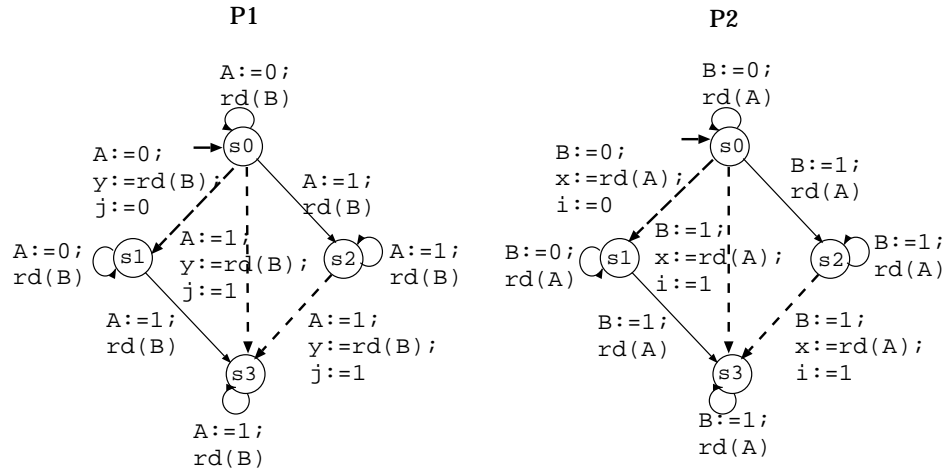 P1
A:=0;
rd(B)
s0
A:=0;
y:=rd(B);
j:=0
A:=1;
rd(B)
A:=0;
rd(B)
s1
A:=1;
y:=rd(B);
j:=1
s2
A:=1;
rd(B)
A:=1;
rd(B)
A:=1;
y:=rd(B);
j:=1
s3
A:=1;
rd(B)
P2
B:=0;
rd(A)
s0
B:=0;
x:=rd(A);
i:=0
B:=1;
rd(A)
B:=0;
rd(A)
s1
B:=1;
x:=rd(A);
i:=1
s2
B:=1;
rd(A)
B:=1;
rd(A)
B:=1;
x:=rd(A);
i:=1
s3
B:=1;
rd(A)